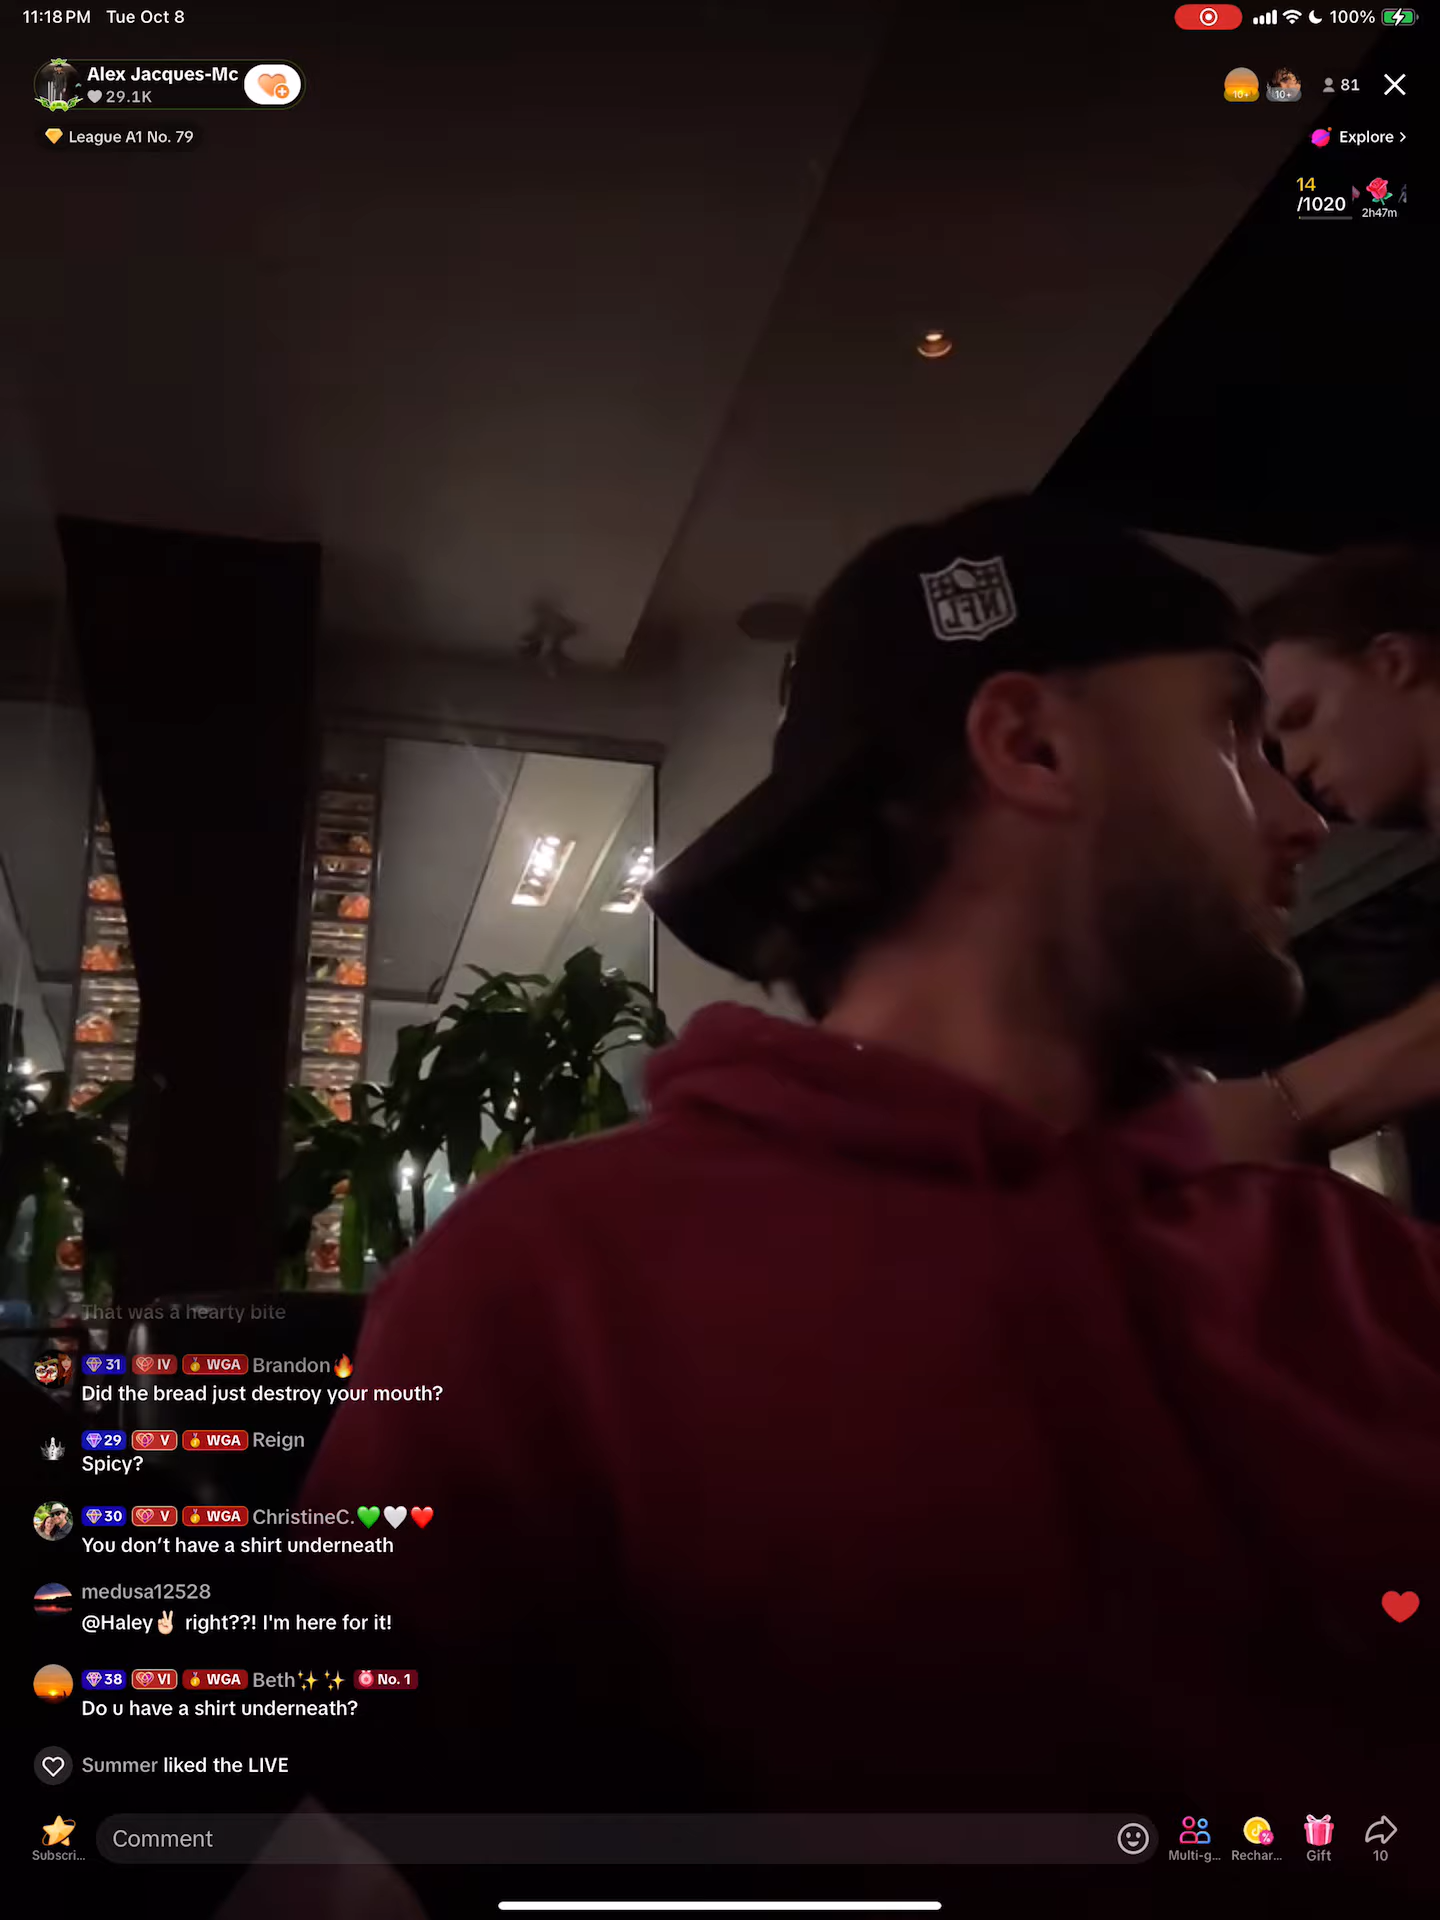 11:18 PM Tue Oct 8
100%
Alex Jacques-Mc
29.1K
10+
10+
81
League A1 No. 79
Explore >
14
/1020
2h47m
NFL
That was a hearty bite
31 IV WGA Brandon🔥
Did the bread just destroy your mouth?
29 V WGA Reign
Spicy?
30 V WGA ChristineC.💚🤍❤️
You don't have a shirt underneath
medusa12528
@Haley✌🏻 right??! I'm here for it!
38 VI WGA Beth✨✨ No. 1
Do u have a shirt underneath?
Summer liked the LIVE
Subscri...
Comment
Multi-g...
Rechar...
Gift
10